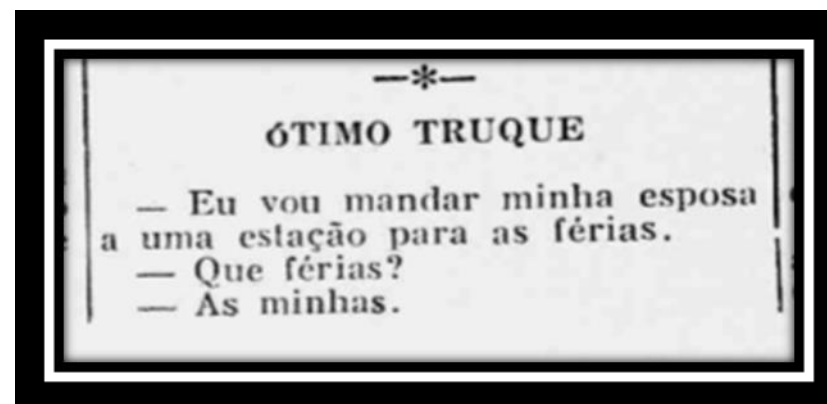 —*—
óTIMO TRUQUE
— Eu vou mandar minha esposa
a uma estação para as férias.
— Que férias?
— As minhas.